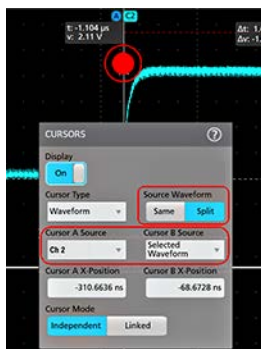 A C2
t: -1.104 µs
v: 2.11 V
Δt: 1.
Δv: -1.
CURSORS
?
Display
On
Cursor Type
Source Waveform
Waveform
Same
Split
Cursor A Source
Cursor B Source
Ch 2
Selected Waveform
Cursor A X-Position
Cursor B X-Position
-310.6636 ns
-68.6728 ns
Cursor Mode
Independent
Linked